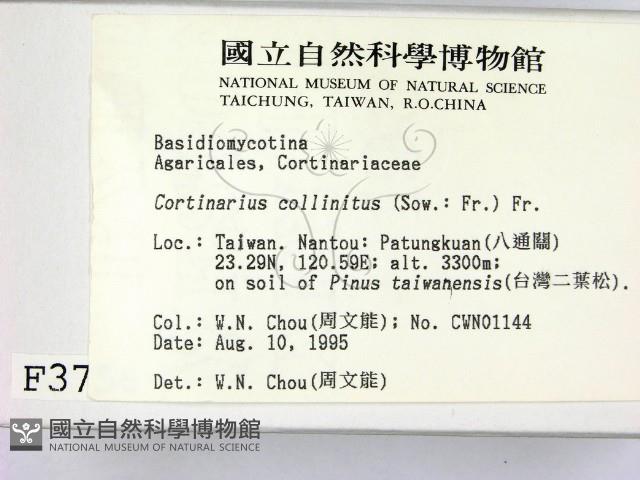 國立自然科學博物館
NATIONAL MUSEUM OF NATURAL SCIENCE
TAICHUNG, TAIWAN, R.O.CHINA
Basidiomycotina
Agaricales, Cortinariaceae
Cortinarius collinitus (Sow.: Fr.) Fr.
Loc.: Taiwan. Nantou: Patungkuan(八通關)
23.29N, 120.59E; alt. 3300m;
on soil of Pinus taiwanensis(台灣二葉松).
Col.: W.N. Chou(周文能); No. CWN01144
Date: Aug. 10, 1995
Det.: W.N. Chou(周文能)
F37
國立自然科學博物館
NATIONAL MUSEUM OF NATURAL SCIENCE